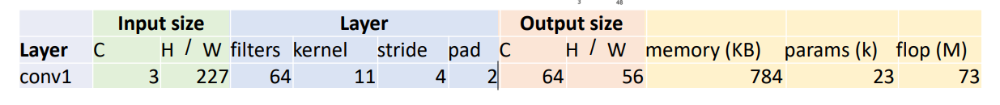 3 48
Input size Layer Output size
Layer C H / W filters kernel stride pad C H / W memory (KB) params (k) flop (M)
conv1 3 227 64 11 4 2 64 56 784 23 73